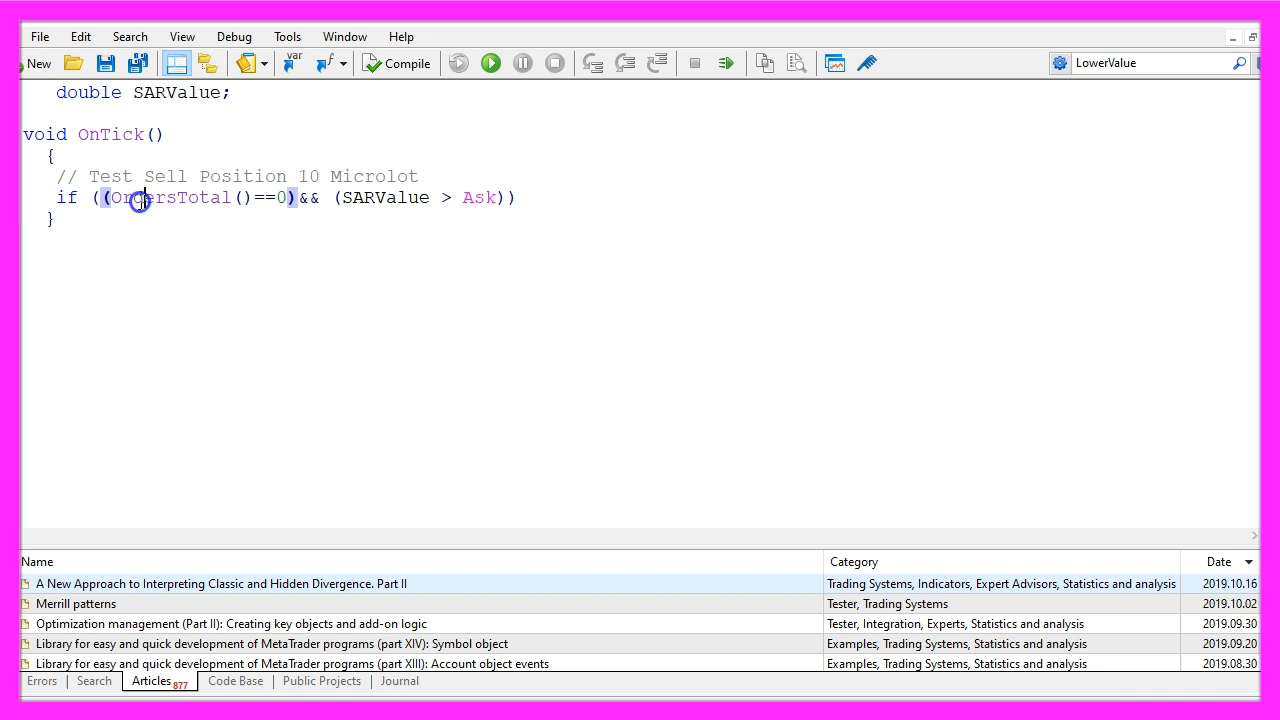 File Edit Search View Debug Tools Window Help
New var Compile LowerValue
double SARValue;
void OnTick()
{
// Test Sell Position 10 Microlot
if ((OrdersTotal()==0)&& (SARValue > Ask))
}
Name Category Date
A New Approach to Interpreting Classic and Hidden Divergence. Part II Trading Systems, Indicators, Expert Advisors, Statistics and analysis 2019.10.16
Merrill patterns Tester, Trading Systems 2019.10.02
Optimization management (Part II): Creating key objects and add-on logic Tester, Integration, Experts, Statistics and analysis 2019.09.30
Library for easy and quick development of MetaTrader programs (part XIV): Symbol object Examples, Trading Systems, Statistics and analysis 2019.09.20
Library for easy and quick development of MetaTrader programs (part XIII): Account object events Examples, Trading Systems, Statistics and analysis 2019.08.30
Errors Search Articles 877 Code Base Public Projects Journal